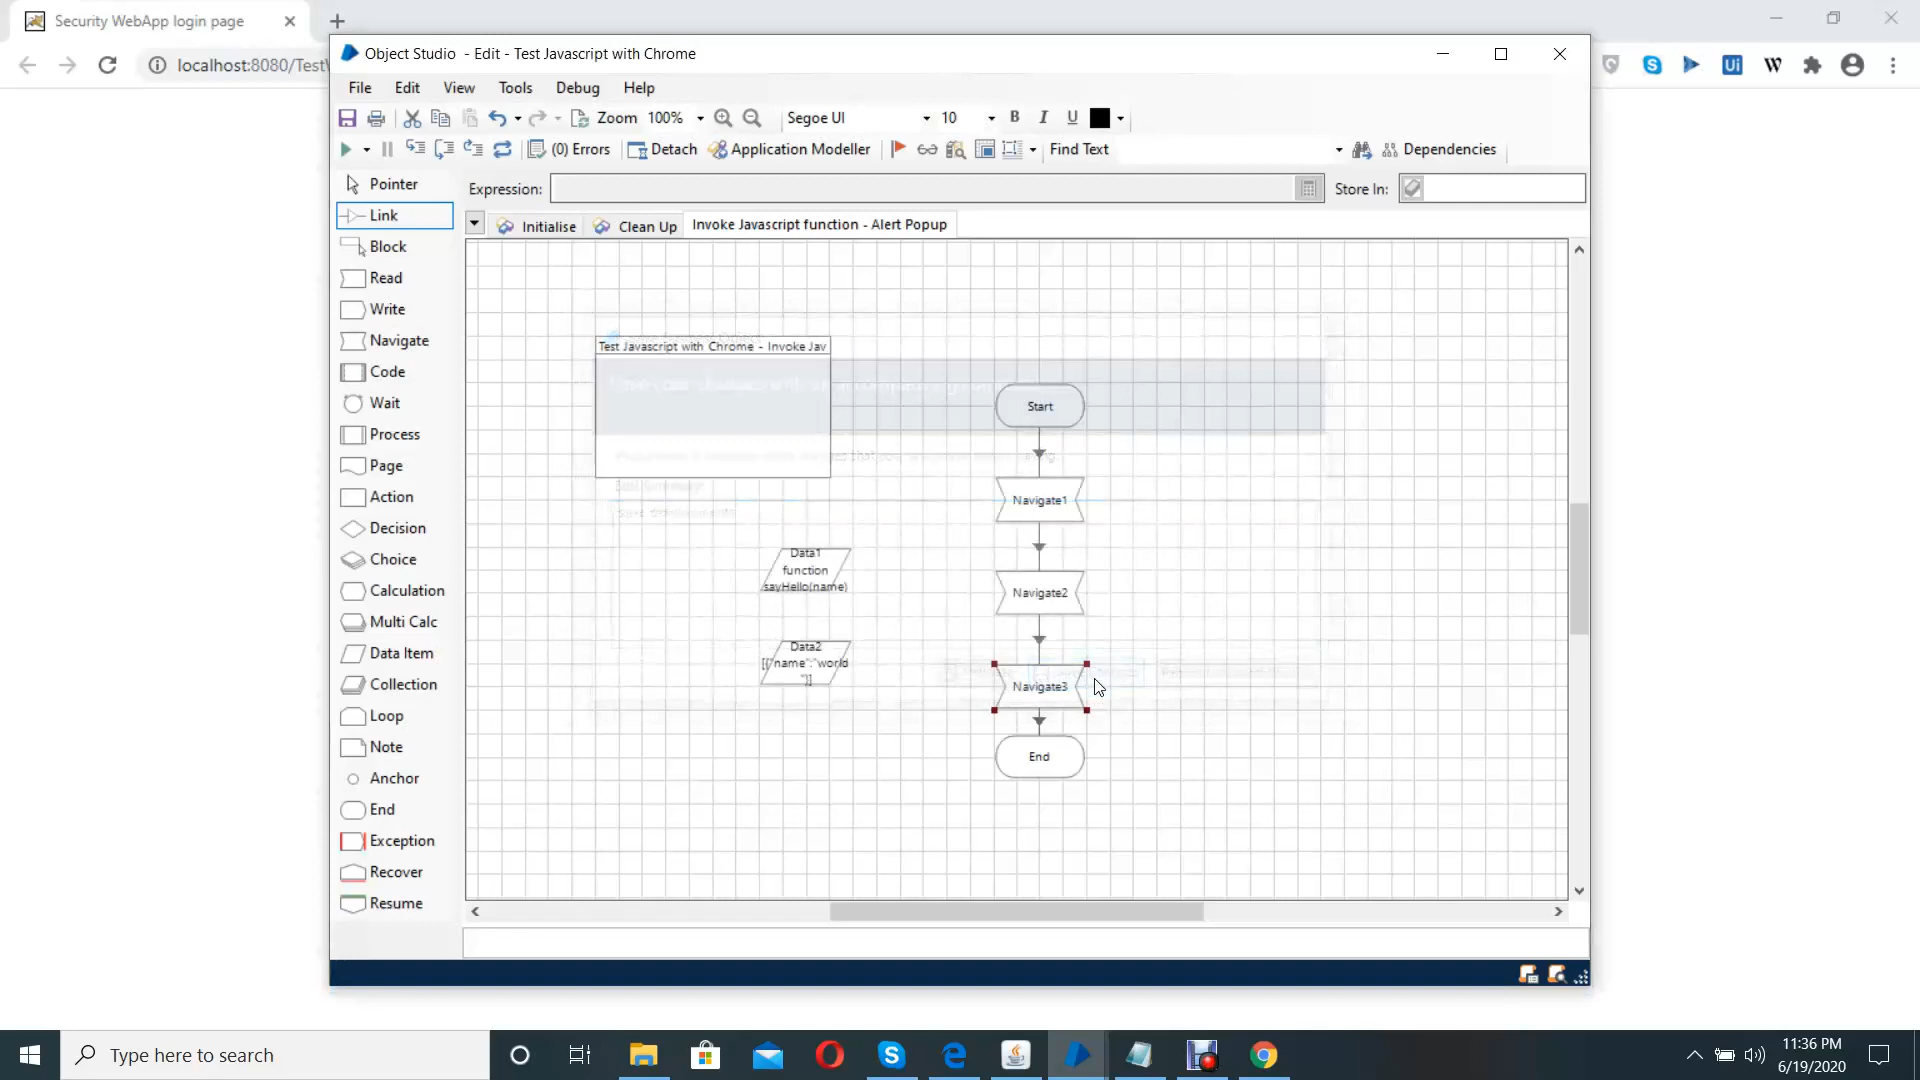 Security WebApp login page
localhost:8080/TestW
Object Studio - Edit - Test Javascript with Chrome
File Edit View Tools Debug Help
Zoom 100% Segoe UI 10 B I U
(0) Errors Detach Application Modeller Find Text Dependencies
Pointer
Expression:
Store In:
Link
Initialise Clean Up Invoke Javascript function - Alert Popup
Block
Read
Write
Navigate
Code
Wait
Process
Page
Action
Decision
Choice
Calculation
Multi Calc
Data Item
Collection
Loop
Note
Anchor
End
Exception
Recover
Resume
Test Javascript with Chrome - Invoke Jav
Start
Navigate1
Data1
function
sayHello(name)
Navigate2
Data2
[{"name":"world
"}]
Navigate3
End
Type here to search
11:36 PM
6/19/2020